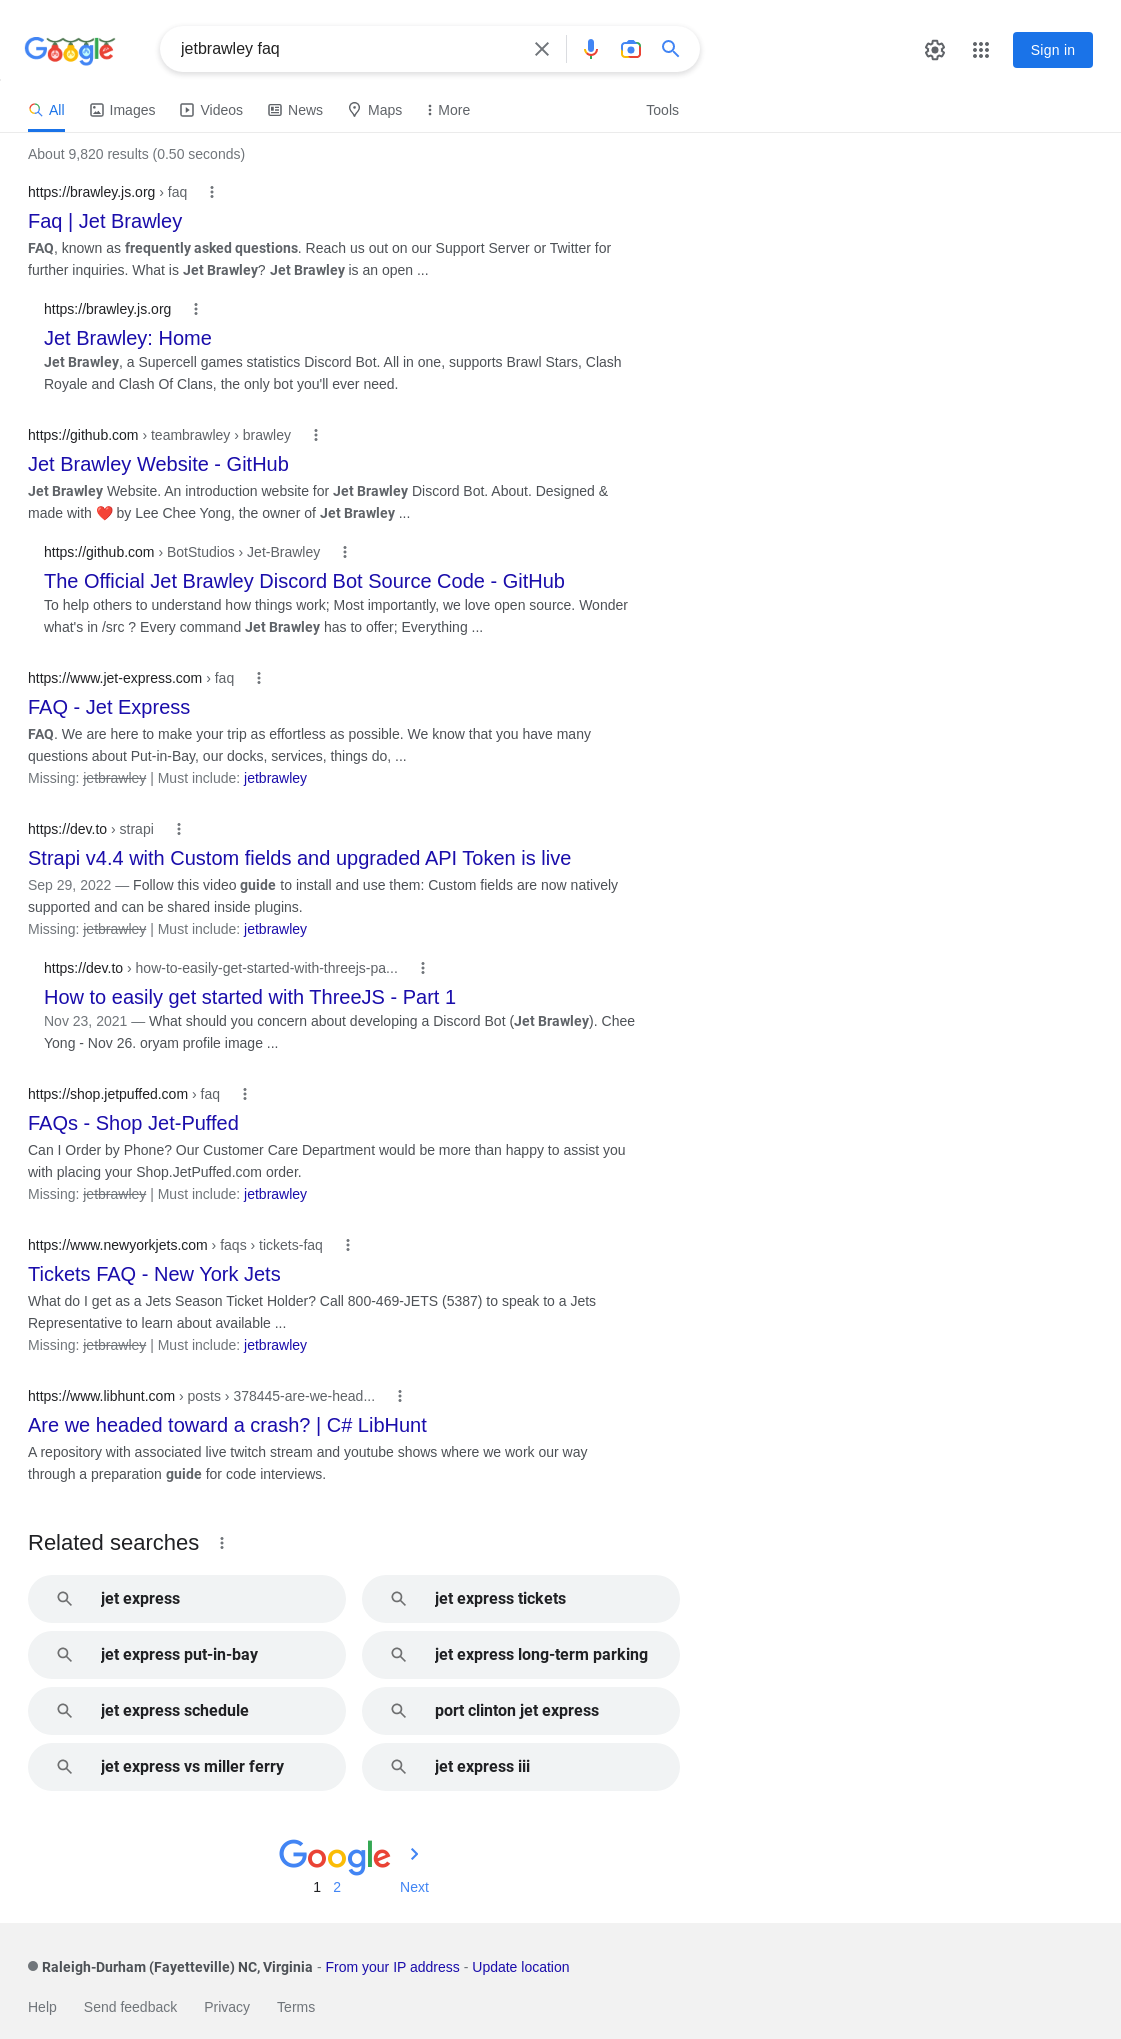 Google
jetbrawley faq
Sign in
All
Images
Videos
News
Maps
More
Tools
About 9,820 results (0.50 seconds)
https://brawley.js.org › faq
Faq | Jet Brawley
FAQ, known as frequently asked questions. Reach us out on our Support Server or Twitter for
further inquiries. What is Jet Brawley? Jet Brawley is an open ...
https://brawley.js.org
Jet Brawley: Home
Jet Brawley, a Supercell games statistics Discord Bot. All in one, supports Brawl Stars, Clash
Royale and Clash Of Clans, the only bot you'll ever need.
https://github.com › teambrawley › brawley
Jet Brawley Website - GitHub
Jet Brawley Website. An introduction website for Jet Brawley Discord Bot. About. Designed &
made with ❤️ by Lee Chee Yong, the owner of Jet Brawley ...
https://github.com › BotStudios › Jet-Brawley
The Official Jet Brawley Discord Bot Source Code - GitHub
To help others to understand how things work; Most importantly, we love open source. Wonder
what's in /src ? Every command Jet Brawley has to offer; Everything ...
https://www.jet-express.com › faq
FAQ - Jet Express
FAQ. We are here to make your trip as effortless as possible. We know that you have many
questions about Put-in-Bay, our docks, services, things do, ...
Missing: jetbrawley | Must include: jetbrawley
https://dev.to › strapi
Strapi v4.4 with Custom fields and upgraded API Token is live
Sep 29, 2022 — Follow this video guide to install and use them: Custom fields are now natively
supported and can be shared inside plugins.
Missing: jetbrawley | Must include: jetbrawley
https://dev.to › how-to-easily-get-started-with-threejs-pa...
How to easily get started with ThreeJS - Part 1
Nov 23, 2021 — What should you concern about developing a Discord Bot (Jet Brawley). Chee
Yong - Nov 26. oryam profile image ...
https://shop.jetpuffed.com › faq
FAQs - Shop Jet-Puffed
Can I Order by Phone? Our Customer Care Department would be more than happy to assist you
with placing your Shop.JetPuffed.com order.
Missing: jetbrawley | Must include: jetbrawley
https://www.newyorkjets.com › faqs › tickets-faq
Tickets FAQ - New York Jets
What do I get as a Jets Season Ticket Holder? Call 800-469-JETS (5387) to speak to a Jets
Representative to learn about available ...
Missing: jetbrawley | Must include: jetbrawley
https://www.libhunt.com › posts › 378445-are-we-head...
Are we headed toward a crash? | C# LibHunt
A repository with associated live twitch stream and youtube shows where we work our way
through a preparation guide for code interviews.
Related searches
jet express
jet express tickets
jet express put-in-bay
jet express long-term parking
jet express schedule
port clinton jet express
jet express vs miller ferry
jet express iii
Google
1 2 Next
Raleigh-Durham (Fayetteville) NC, Virginia - From your IP address - Update location
Help Send feedback Privacy Terms